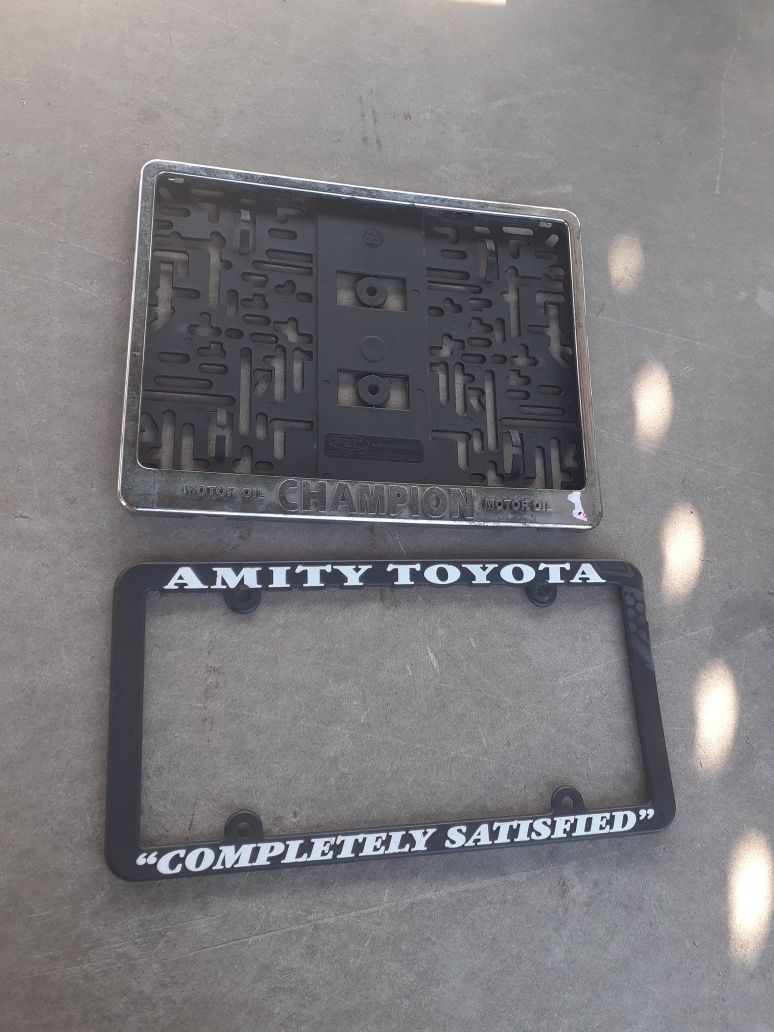 MOTOR OIL CHAMPION MOTOR OIL
AMITY TOYOTA
“COMPLETELY SATISFIED”